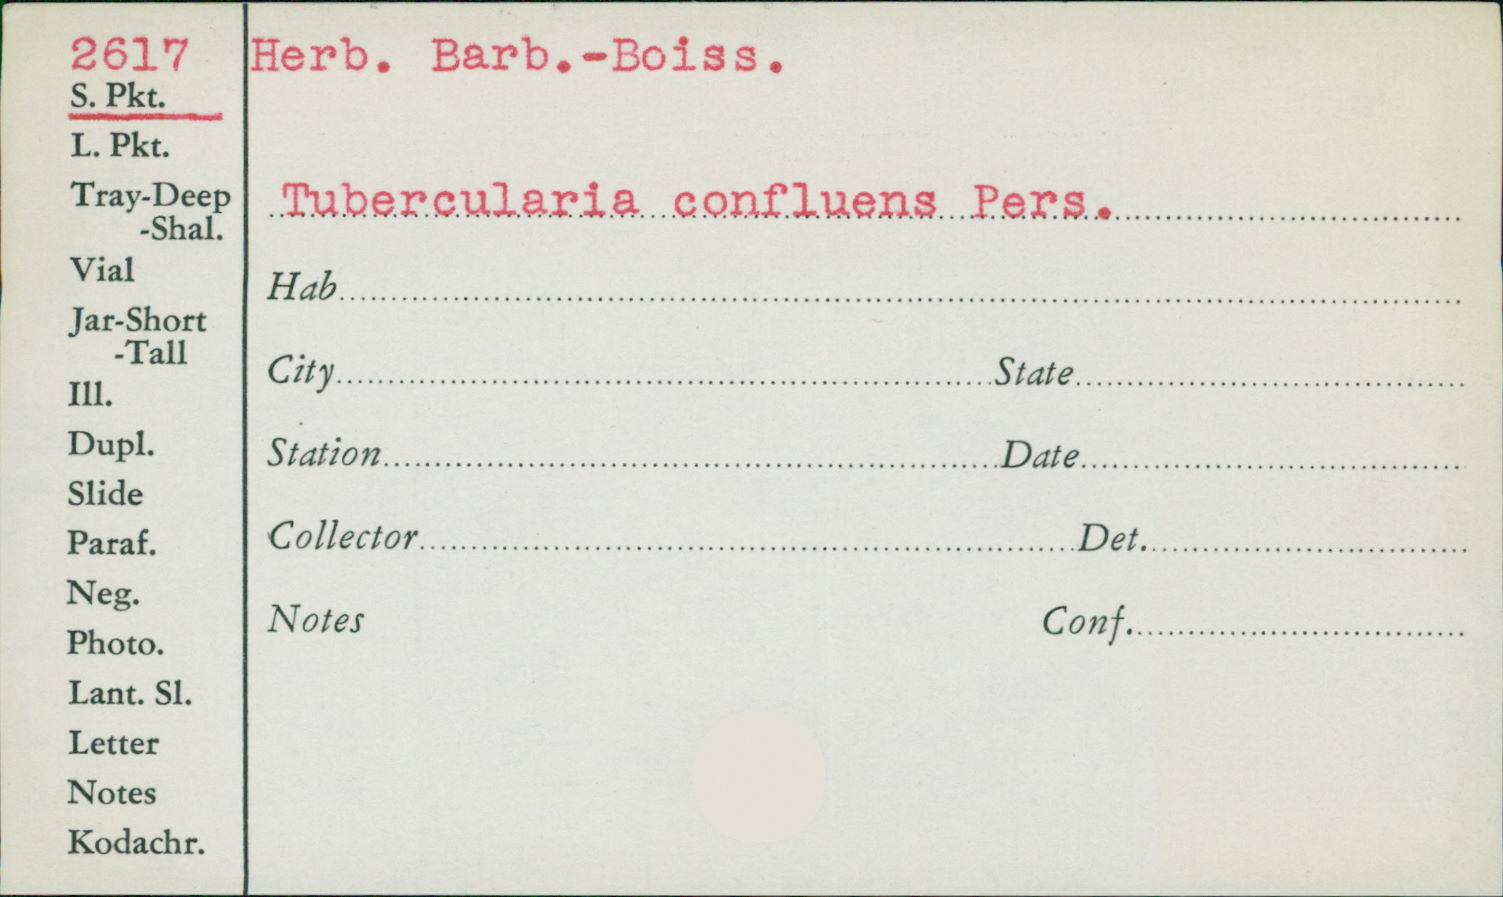 2617
S. Pkt.
L. Pkt.
Tray-Deep
-Shal.
Vial
Jar-Short
-Tall
Ill.
Dupl.
Slide
Paraf.
Neg.
Photo.
Lant. Sl.
Letter
Notes
Kodachr.
Herb. Barb.-Boiss.
Tubercularia confluens Pers.
Hab
City State
Station Date
Collector Det.
Notes Conf.